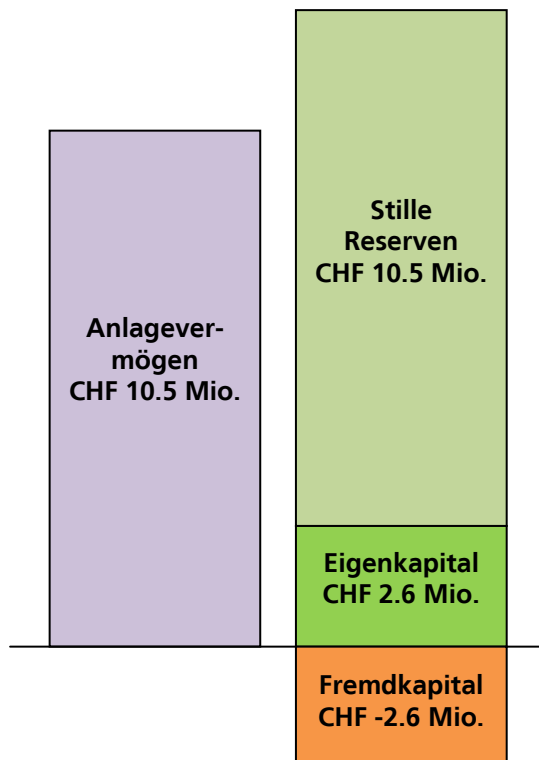 Stille
Reserven
CHF 10.5 Mio.
Anlagever-
mögen
CHF 10.5 Mio.
Eigenkapital
CHF 2.6 Mio.
Fremdkapital
CHF -2.6 Mio.